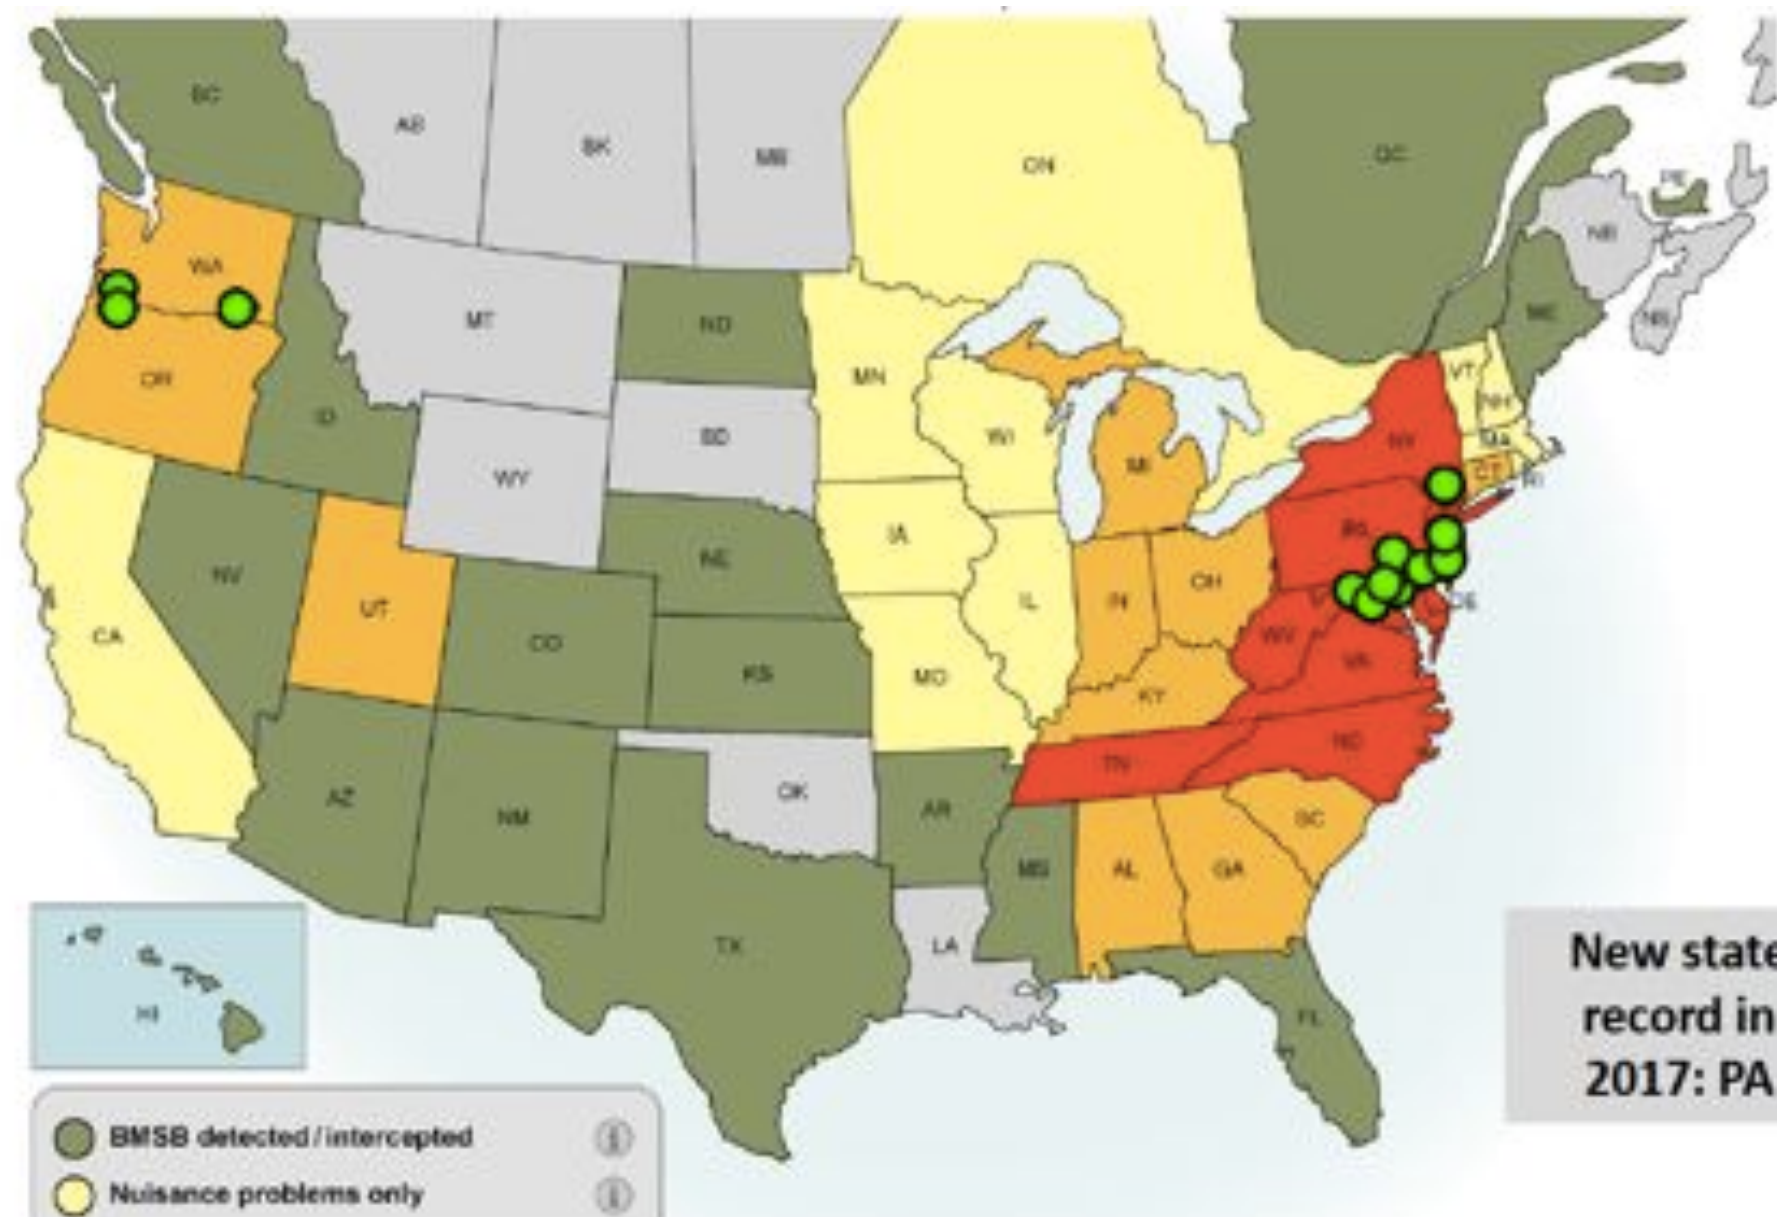 BC
AB
SK
MB
ON
QC
PE
NB
NS
WA
MT
ND
MN
ME
OR
ID
SD
WI
MI
NY
VT
NH
MA
CT
RI
WY
IA
PA
NE
NV
UT
CO
IL
IN
OH
DE
CA
KS
MO
WV
VA
KY
AZ
NM
OK
AR
TN
NC
SC
MS
AL
GA
TX
LA
FL
HI
New state
record in
2017: PA
BMSB detected / intercepted
Nuisance problems only